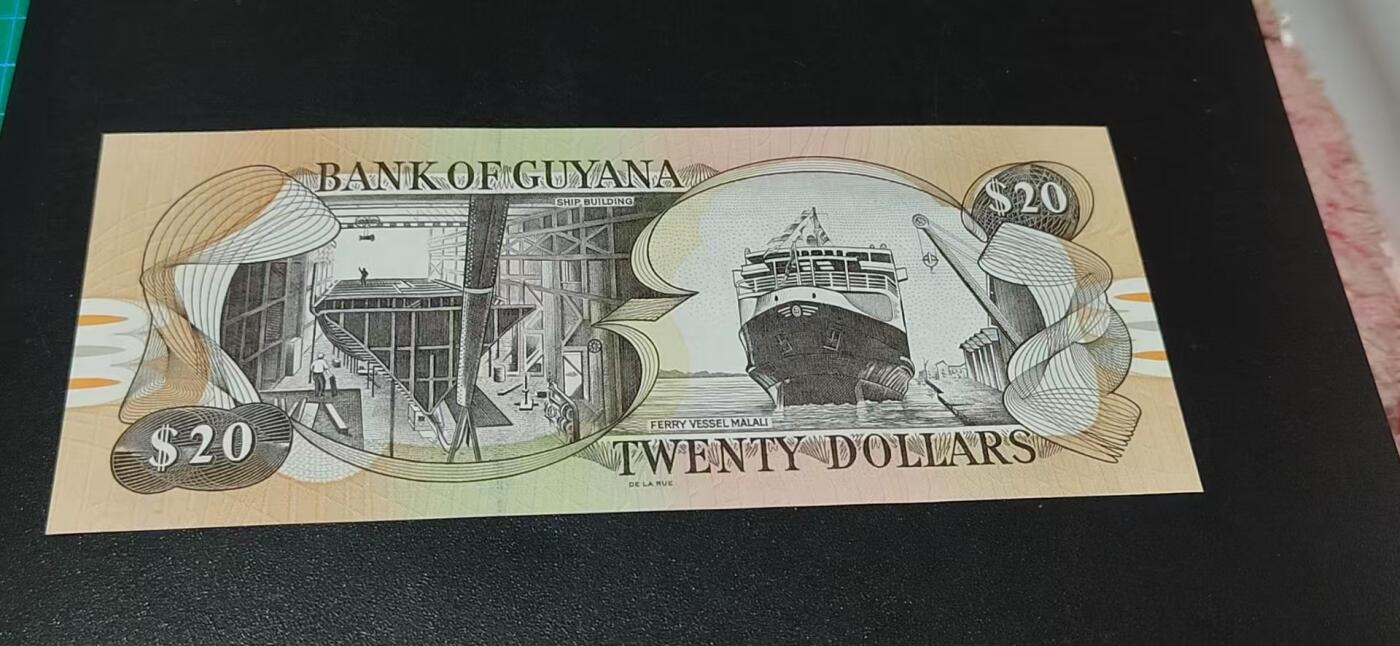 BANK OF GUYANA
$20
SHIP BUILDING
FERRY VESSEL MALALI
$20
TWENTY DOLLARS
DE LA RUE